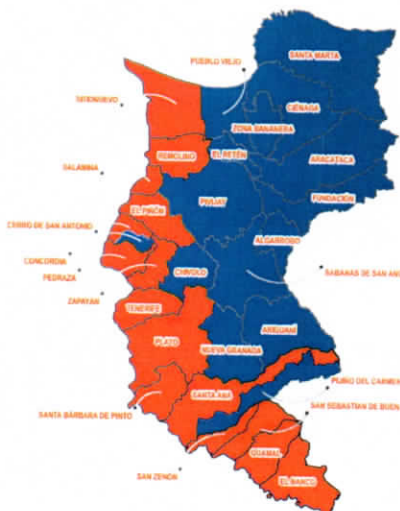 SANTA MARTA
PUEBLO VIEJO
SITIONUEVO
CIÉNAGA
ZONA BANANERA
REMOLINO
EL RETÉN
ARACATACA
SALAMINA
FUNDACIÓN
PIVIJAY
EL PIÑÓN
CERRO DE SAN ANTONIO
ALGARROBO
CONCORDIA
CHIVOLO
SABANAS DE SAN ANG
PEDRAZA
ZAPAYÁN
TENERIFE
ARIGUANÍ
PLATO
NUEVA GRANADA
PIJIÑO DEL CARMEN
SANTA ANA
SANTA BÁRBARA DE PINTO
SAN SEBASTIÁN DE BUENA
GUAMAL
SAN ZENÓN
EL BANCO